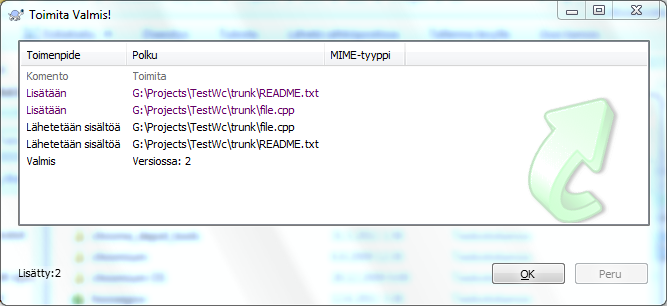 Toimita Valmis!
Toimenpide Polku MIME-tyyppi
Komento Toimita
Lisätään G:\Projects\TestWc\trunk\README.txt
Lisätään G:\Projects\TestWc\trunk\file.cpp
Lähetetään sisältöä G:\Projects\TestWc\trunk\file.cpp
Lähetetään sisältöä G:\Projects\TestWc\trunk\README.txt
Valmis Versiossa: 2
Lisätty:2 OK Peru